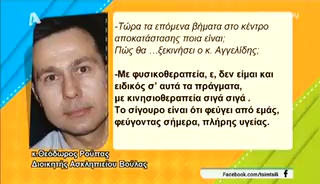 -Τώρα τα επόμενα βήματα στο κέντρο
αποκατάστασης ποια είναι;
Πώς θα …ξεκινήσει ο κ. Αγγελίδης;
-Με φυσικοθεραπεία, ε, δεν είμαι και
ειδικός σ' αυτά τα πράγματα,
με κινησιοθεραπεία σιγά σιγά .
Το σίγουρο είναι ότι φεύγει από εμάς,
φεύγοντας σήμερα, πλήρης υγείας.
κ.Θεόδωρος Ρούπας
Διοικητής Ασκληπιείου Βούλας
Facebook.com/tsimtsilk